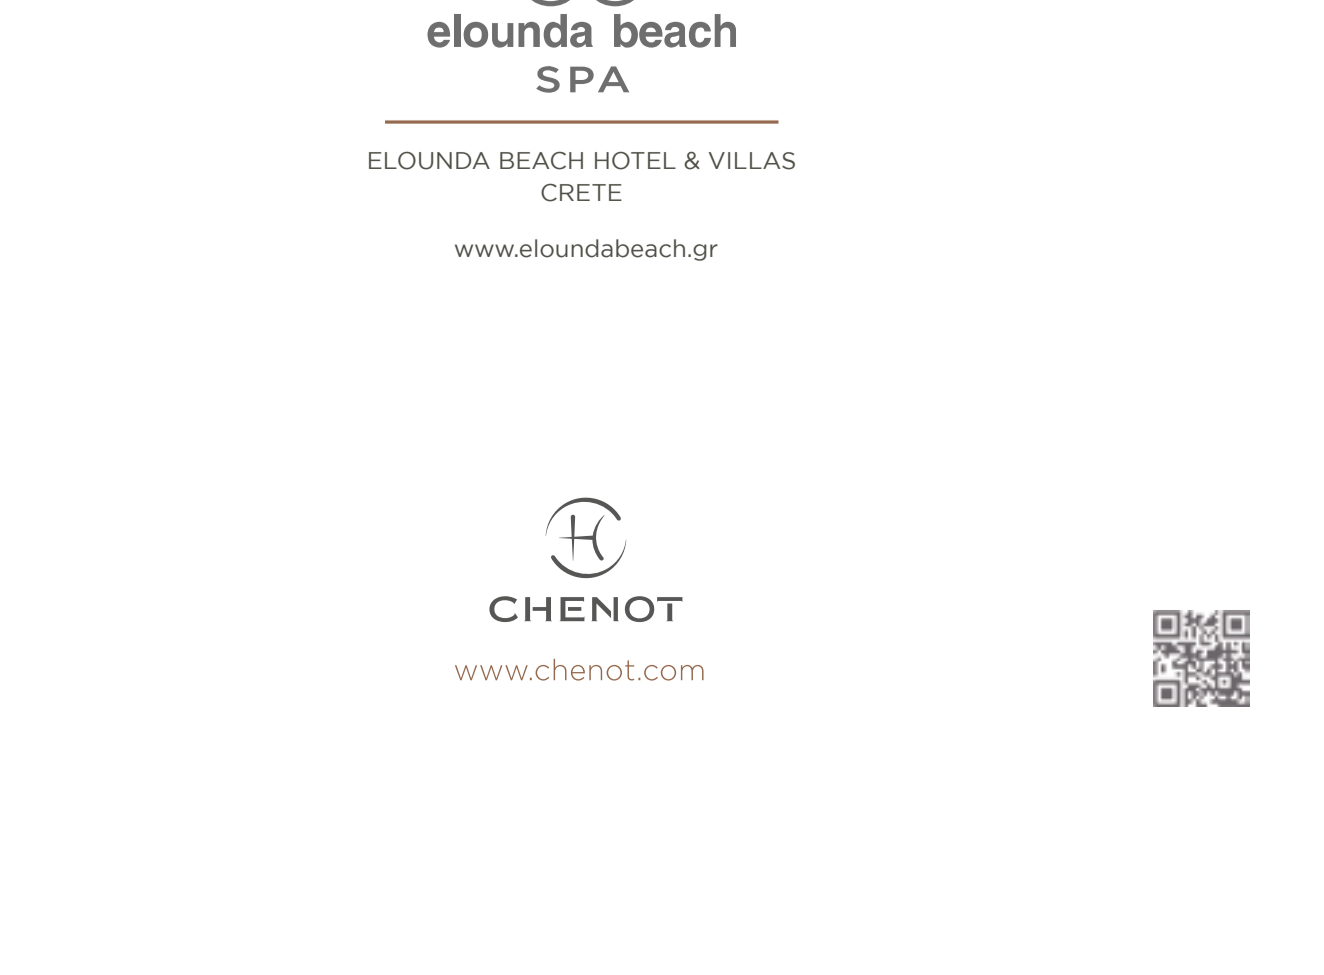 elounda beach
SPA
ELOUNDA BEACH HOTEL & VILLAS
CRETE
www.eloundabeach.gr
CHENOT
www.chenot.com